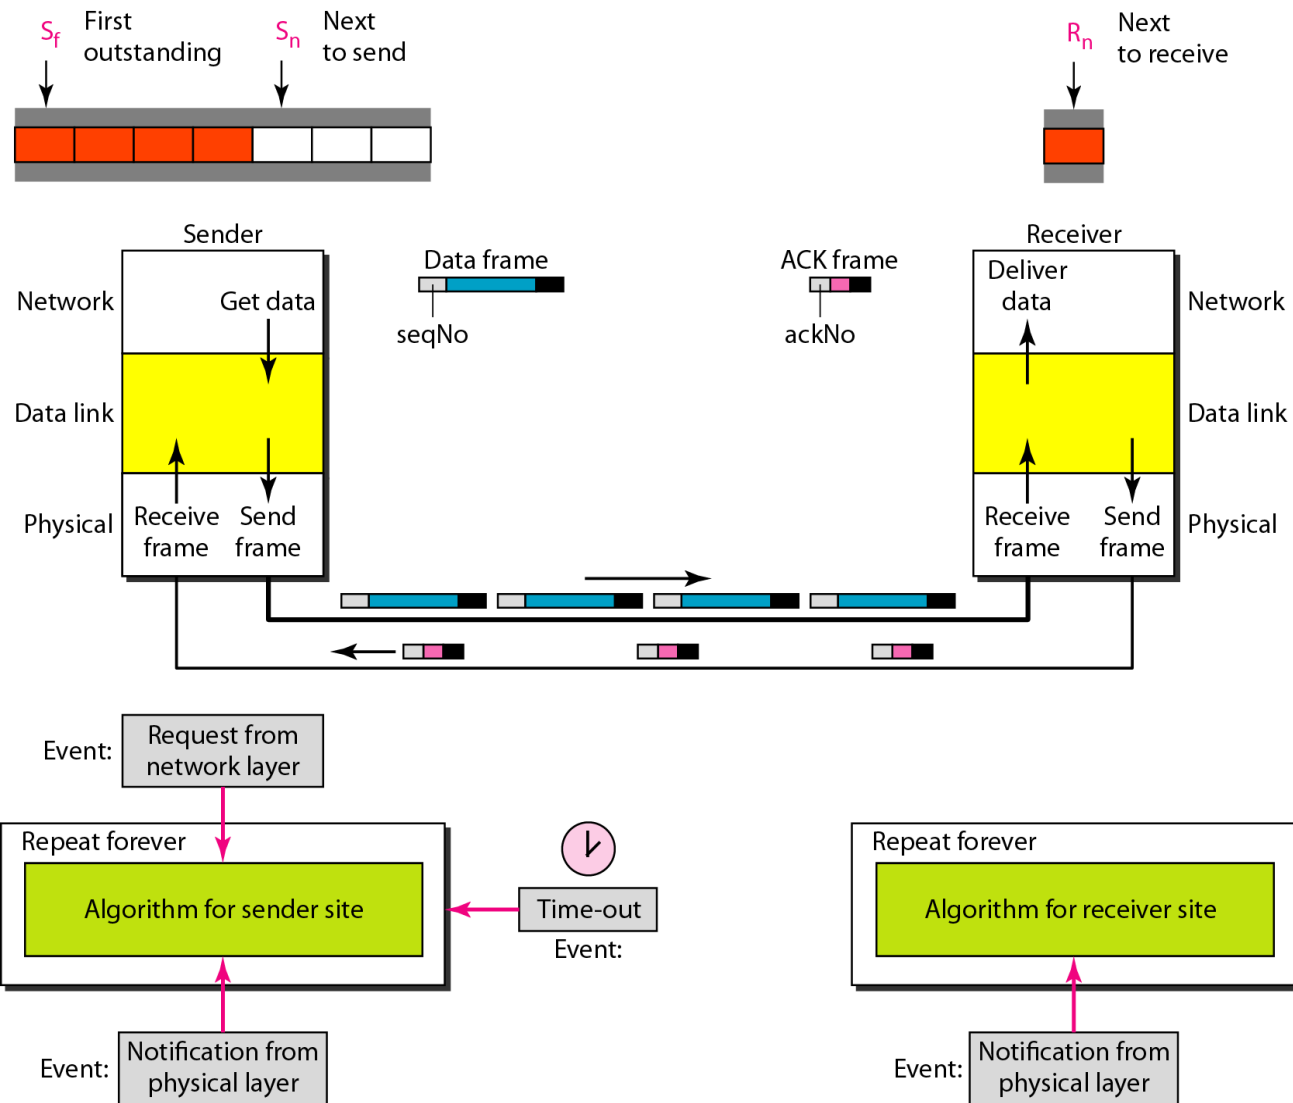 S_f First
outstanding
S_n Next
to send
R_n Next
to receive
Sender
Receiver
Data frame
seqNo
ACK frame
ackNo
Network
Get data
Deliver
data
Network
Data link
Data link
Physical
Receive
frame
Send
frame
Receive
frame
Send
frame
Physical
Event:
Request from
network layer
Repeat forever
Algorithm for sender site
Time-out
Event:
Repeat forever
Algorithm for receiver site
Event:
Notification from
physical layer
Event:
Notification from
physical layer